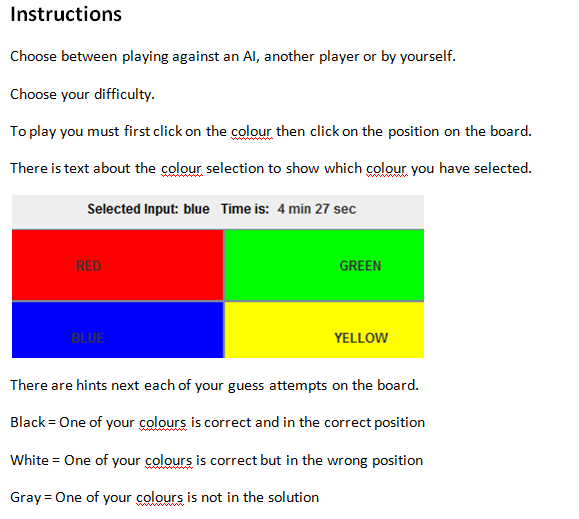 Instructions
Choose between playing against an AI, another player or by yourself.
Choose your difficulty.
To play you must first click on the colour then click on the position on the board.
There is text about the colour selection to show which colour you have selected.
Selected Input: blue Time is: 4 min 27 sec
RED GREEN
BLUE YELLOW
There are hints next each of your guess attempts on the board.
Black = One of your colours is correct and in the correct position
White = One of your colours is correct but in the wrong position
Gray = One of your colours is not in the solution